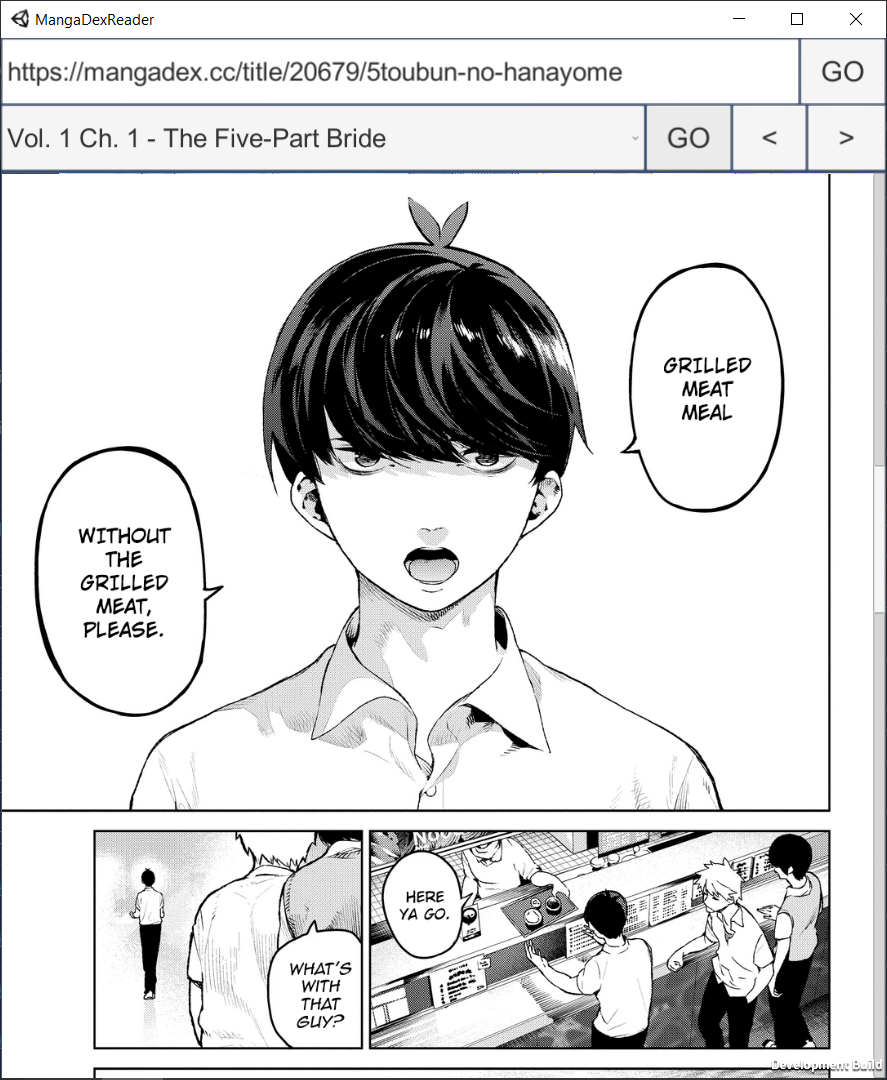 MangaDexReader
https://mangadex.cc/title/20679/5toubun-no-hanayome
GO
Vol. 1 Ch. 1 - The Five-Part Bride
GO
<
>
GRILLED
MEAT
MEAL
WITHOUT
THE
GRILLED
MEAT,
PLEASE.
HERE
YA GO.
WHAT'S
WITH
THAT
GUY?
Development Build